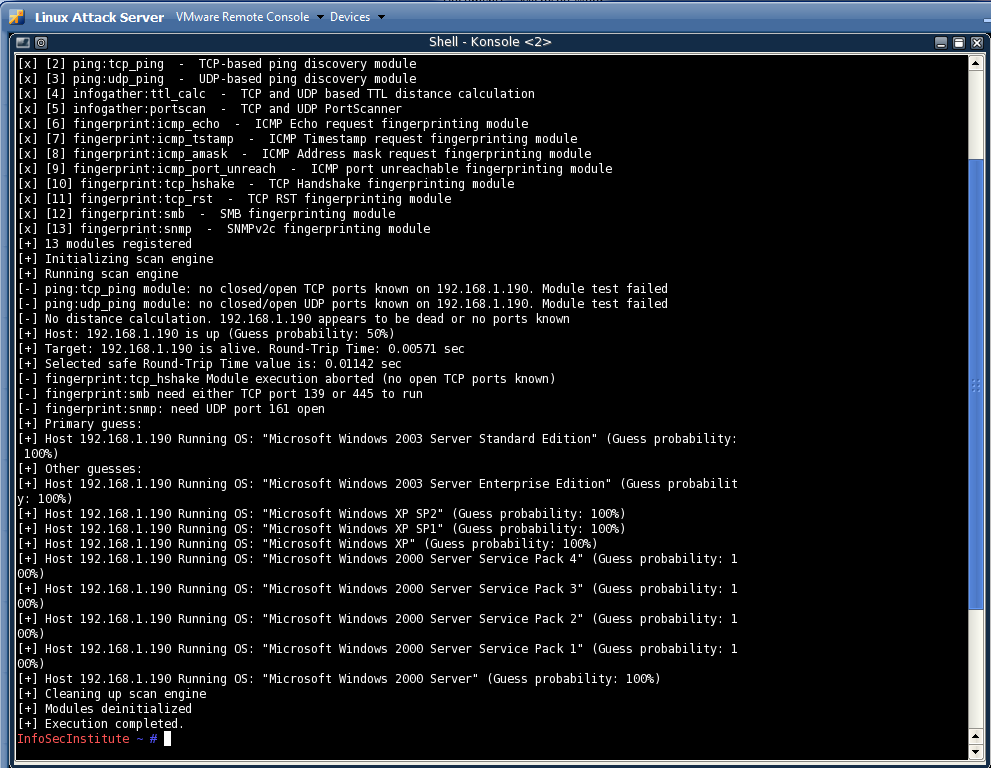 Linux Attack Server VMware Remote Console Devices
Shell - Konsole <2>
[x] [2] ping:tcp_ping  -  TCP-based ping discovery module
[x] [3] ping:udp_ping  -  UDP-based ping discovery module
[x] [4] infogather:ttl_calc  -  TCP and UDP based TTL distance calculation
[x] [5] infogather:portscan  -  TCP and UDP PortScanner
[x] [6] fingerprint:icmp_echo  -  ICMP Echo request fingerprinting module
[x] [7] fingerprint:icmp_tstamp  -  ICMP Timestamp request fingerprinting module
[x] [8] fingerprint:icmp_amask  -  ICMP Address mask request fingerprinting module
[x] [9] fingerprint:icmp_port_unreach  -  ICMP port unreachable fingerprinting module
[x] [10] fingerprint:tcp_hshake  -  TCP Handshake fingerprinting module
[x] [11] fingerprint:tcp_rst  -  TCP RST fingerprinting module
[x] [12] fingerprint:smb  -  SMB fingerprinting module
[x] [13] fingerprint:snmp  -  SNMPv2c fingerprinting module
[+] 13 modules registered
[+] Initializing scan engine
[+] Running scan engine
[-] ping:tcp_ping module: no closed/open TCP ports known on 192.168.1.190. Module test failed
[-] ping:udp_ping module: no closed/open UDP ports known on 192.168.1.190. Module test failed
[-] No distance calculation. 192.168.1.190 appears to be dead or no ports known
[+] Host: 192.168.1.190 is up (Guess probability: 50%)
[+] Target: 192.168.1.190 is alive. Round-Trip Time: 0.00571 sec
[+] Selected safe Round-Trip Time value is: 0.01142 sec
[-] fingerprint:tcp_hshake Module execution aborted (no open TCP ports known)
[-] fingerprint:smb need either TCP port 139 or 445 to run
[-] fingerprint:snmp: need UDP port 161 open
[+] Primary guess:
[+] Host 192.168.1.190 Running OS: "Microsoft Windows 2003 Server Standard Edition" (Guess probability:
100%)
[+] Other guesses:
[+] Host 192.168.1.190 Running OS: "Microsoft Windows 2003 Server Enterprise Edition" (Guess probabilit
y: 100%)
[+] Host 192.168.1.190 Running OS: "Microsoft Windows XP SP2" (Guess probability: 100%)
[+] Host 192.168.1.190 Running OS: "Microsoft Windows XP SP1" (Guess probability: 100%)
[+] Host 192.168.1.190 Running OS: "Microsoft Windows XP" (Guess probability: 100%)
[+] Host 192.168.1.190 Running OS: "Microsoft Windows 2000 Server Service Pack 4" (Guess probability: 1
00%)
[+] Host 192.168.1.190 Running OS: "Microsoft Windows 2000 Server Service Pack 3" (Guess probability: 1
00%)
[+] Host 192.168.1.190 Running OS: "Microsoft Windows 2000 Server Service Pack 2" (Guess probability: 1
00%)
[+] Host 192.168.1.190 Running OS: "Microsoft Windows 2000 Server Service Pack 1" (Guess probability: 1
00%)
[+] Host 192.168.1.190 Running OS: "Microsoft Windows 2000 Server" (Guess probability: 100%)
[+] Cleaning up scan engine
[+] Modules deinitialized
[+] Execution completed.
InfoSecInstitute ~ #